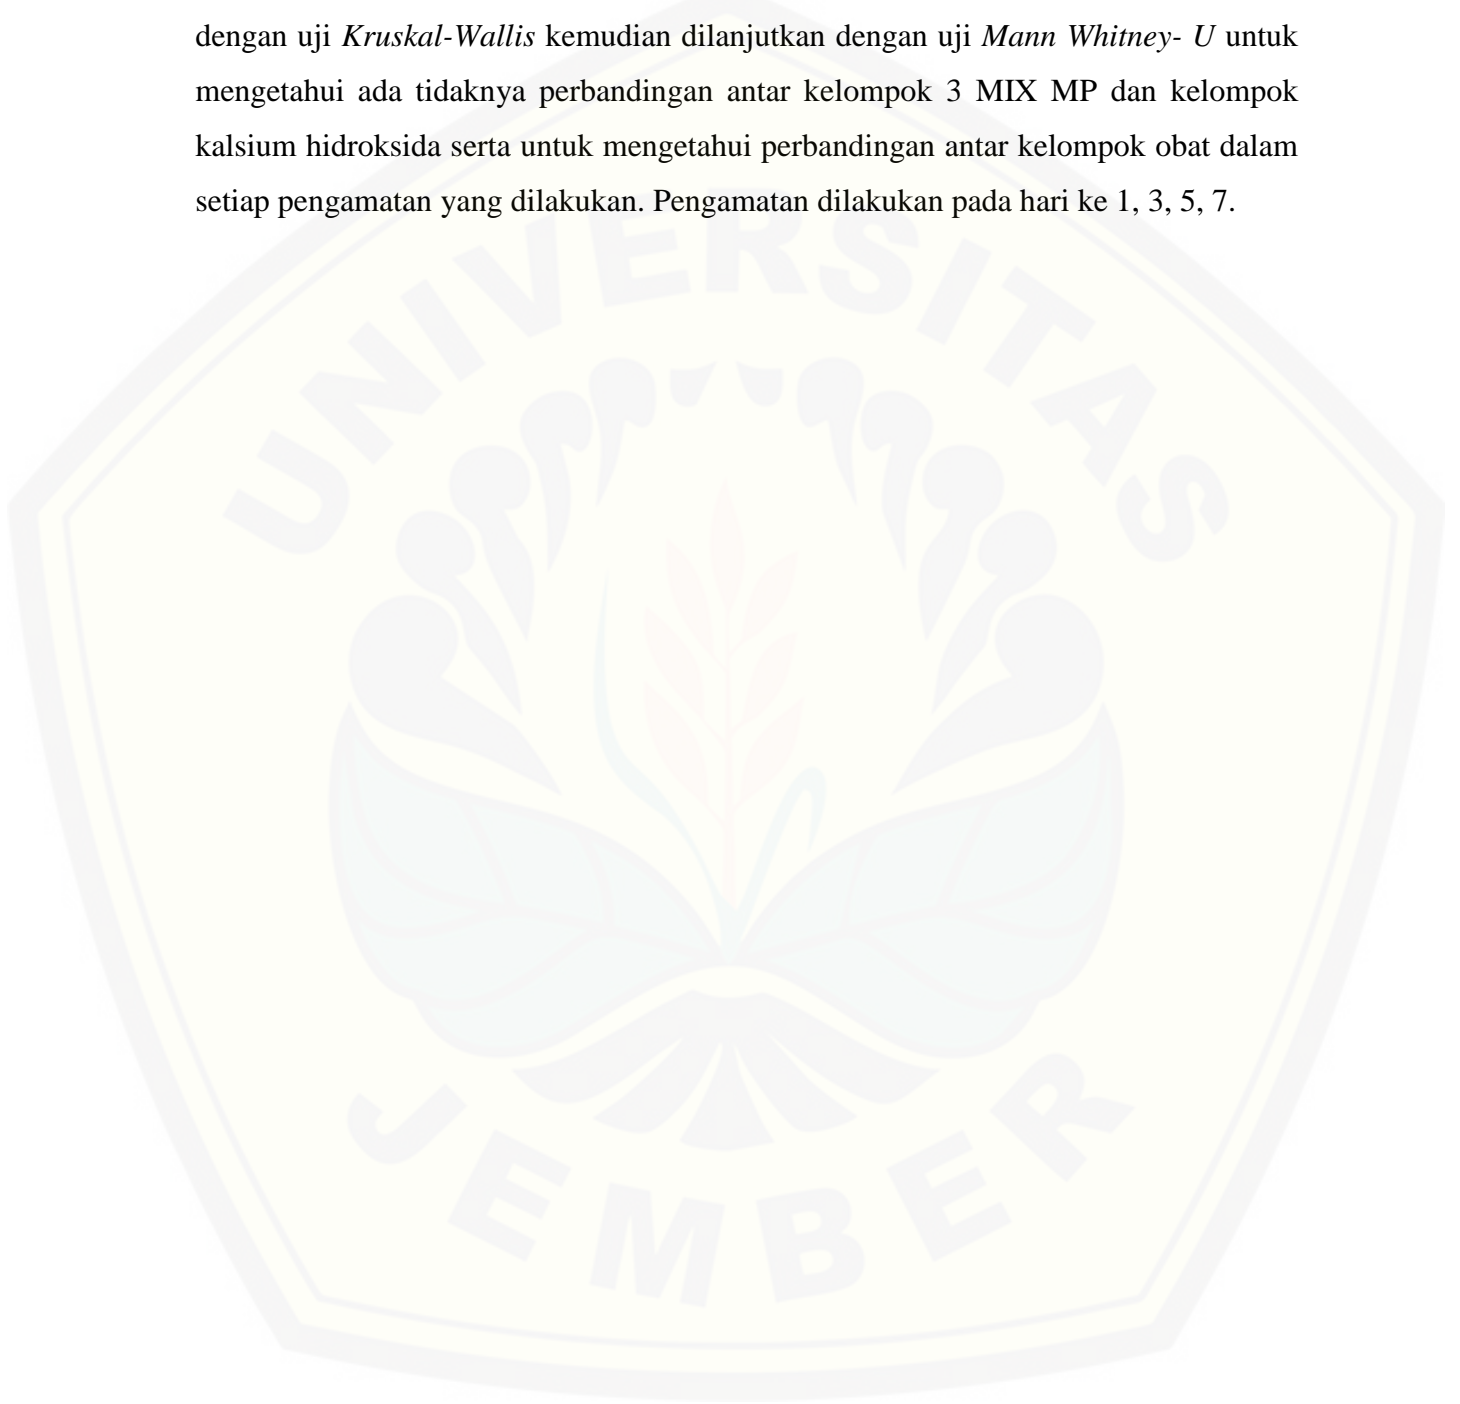 dengan uji Kruskal-Wallis kemudian dilanjutkan dengan uji Mann Whitney- U untuk
mengetahui ada tidaknya perbandingan antar kelompok 3 MIX MP dan kelompok
kalsium hidroksida serta untuk mengetahui perbandingan antar kelompok obat dalam
setiap pengamatan yang dilakukan. Pengamatan dilakukan pada hari ke 1, 3, 5, 7.
UNIVERSITAS
JEMBER